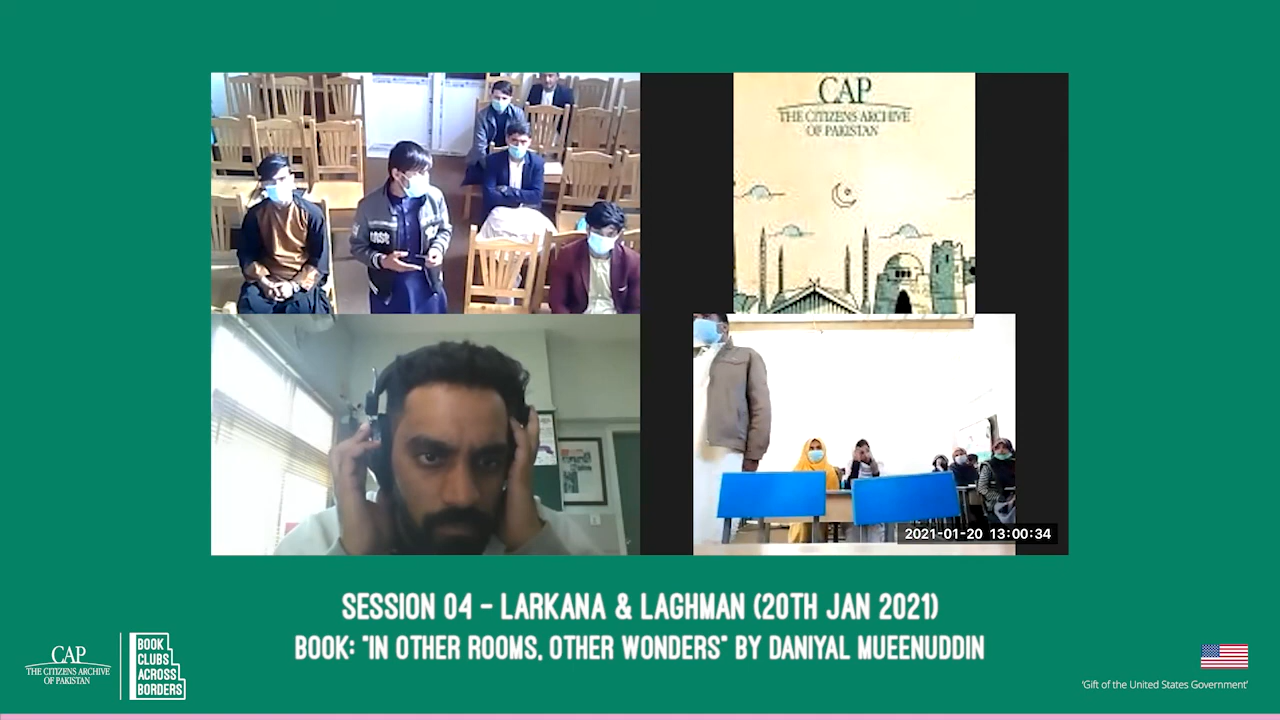 CAP
THE CITIZENS ARCHIVE
OF PAKISTAN
2021-01-20 13:00:34
SESSION 04 - LARKANA & LAGHMAN (20TH JAN 2021)
BOOK: "IN OTHER ROOMS, OTHER WONDERS" BY DANIYAL MUEENUDDIN
CAP
THE CITIZENS ARCHIVE
OF PAKISTAN
BOOK
CLUBS
ACROSS
BORDERS
'Gift of the United States Government'